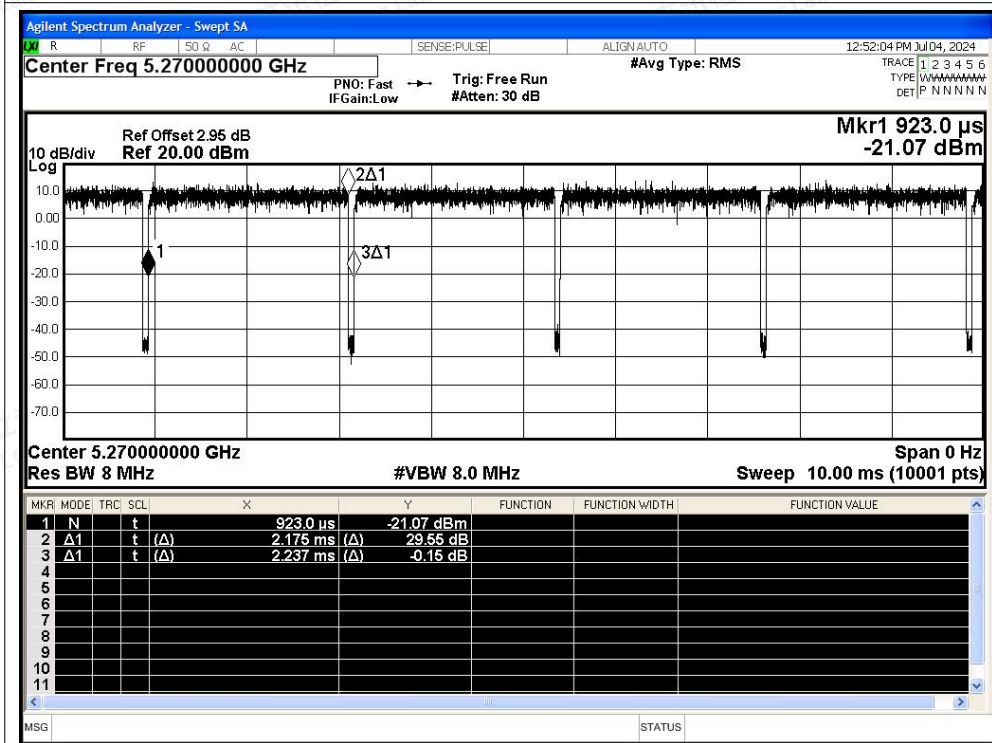 Agilent Spectrum Analyzer - Swept SA
LXI R RF 50 Ω AC SENSE:PULSE ALIGN AUTO 12:52:04 PM Jul 04, 2024
Center Freq 5.270000000 GHz #Avg Type: RMS TRACE 1 2 3 4 5 6
PNO: Fast Trig: Free Run TYPE WWWWWW
IFGain:Low #Atten: 30 dB DET P N N N N N
Mkr1 923.0 µs
-21.07 dBm
Ref Offset 2.95 dB
10 dB/div Ref 20.00 dBm
Log
10.0
0.00
-10.0
-20.0
-30.0
-40.0
-50.0
-60.0
-70.0
1
2Δ1
3Δ1
Center 5.270000000 GHz Span 0 Hz
Res BW 8 MHz #VBW 8.0 MHz Sweep 10.00 ms (10001 pts)
MKR MODE TRC SCL X Y FUNCTION FUNCTION WIDTH FUNCTION VALUE
1 N t 923.0 µs -21.07 dBm
2 Δ1 t (Δ) 2.175 ms (Δ) 29.55 dB
3 Δ1 t (Δ) 2.237 ms (Δ) -0.15 dB
4
5
6
7
8
9
10
11
MSG STATUS